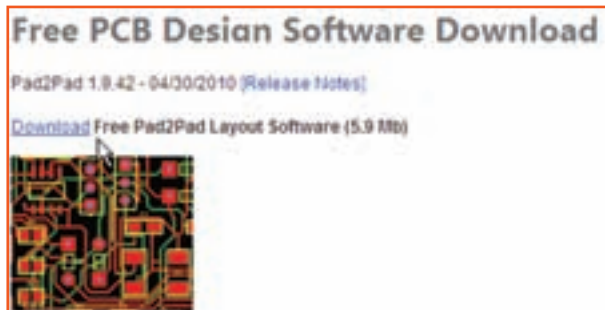 Free PCB Design Software Download
Pad2Pad 1.9.42 - 04/30/2010 [Release Notes]
Download Free Pad2Pad Layout Software (5.9 Mb)